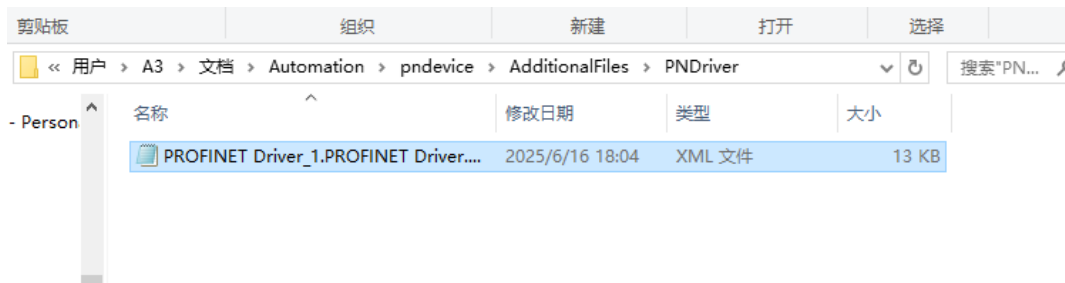 剪贴板 组织 新建 打开 选择
« 用户 › A3 › 文档 › Automation › pndevice › AdditionalFiles › PNDriver 搜索"PN...
- Person
名称 修改日期 类型 大小
PROFINET Driver_1.PROFINET Driver.... 2025/6/16 18:04 XML 文件 13 KB